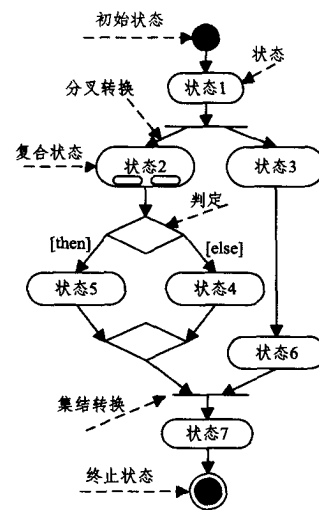 初始状态
状态
状态1
分叉转换
复合状态
状态2
状态3
判定
[then]
[else]
状态5
状态4
状态6
集结转换
状态7
终止状态